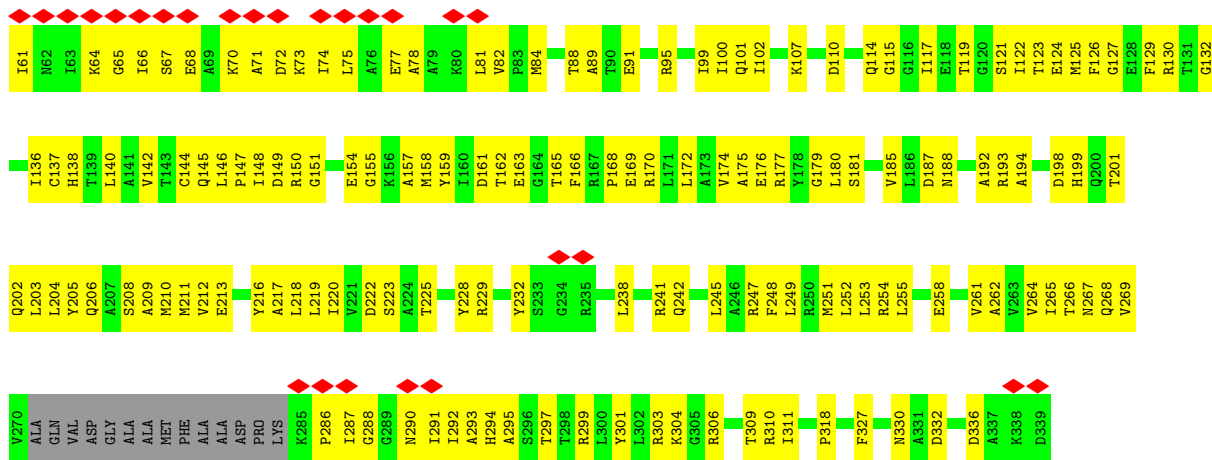 I61 N62 I63 K64 G65 I66 S67 E68 A69 K70 A71 D72 K73 I74 L75 A76 E77 A78 A79 K80 L81 V82 P83 M84 T88 A89 T90 E91 R95 I99 I100 Q101 I102 K107 D110 Q114 G115 G116 I117 E118 T119 G120 S121 I122 T123 E124 M125 F126 G127 E128 F129 R130 T131 G132
I136 C137 H138 T139 L140 A141 V142 T143 C144 Q145 L146 P147 I148 D149 R150 G151 E154 G155 K156 A157 M158 Y159 I160 D161 T162 E163 G164 T165 F166 R167 P168 E169 R170 L171 L172 A173 V174 A175 E176 R177 Y178 G179 L180 S181 V185 L186 D187 N188 A192 R193 A194 D198 H199 Q200 T201
Q202 L203 L204 Y205 Q206 A207 S208 A209 M210 M211 V212 E213 Y216 A217 L218 L219 I220 V221 D222 S223 A224 T225 Y228 R229 Y232 S233 G234 R235 L238 R241 Q242 L245 A246 R247 F248 L249 R250 M251 L252 L253 R254 L255 E258 V261 A262 V263 V264 I265 T266 N267 Q268 V269
V270 ALA GLN VAL ASP GLY ALA ALA MET PHE ALA ALA ASP PRO LYS K285 P286 I287 G288 G289 N290 I291 I292 A293 H294 A295 S296 T297 T298 R299 L300 Y301 L302 R303 K304 G305 R306 T309 R310 I311 P318 F327 N330 A331 D332 D336 A337 K338 D339